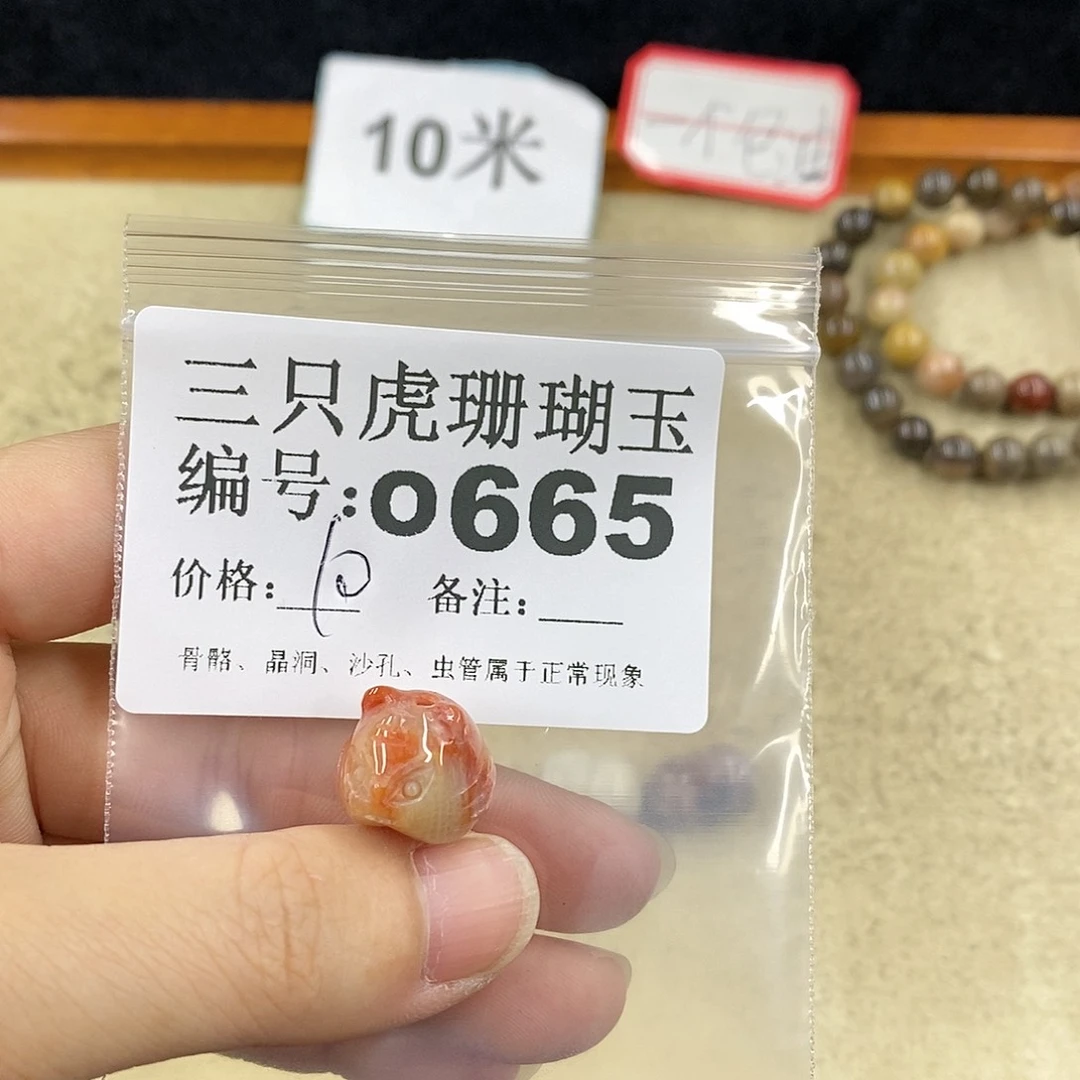 10米
三只虎珊瑚玉
编号:0665
价格: 10 备注:
骨骼、晶洞、沙孔、虫管属于正常现象